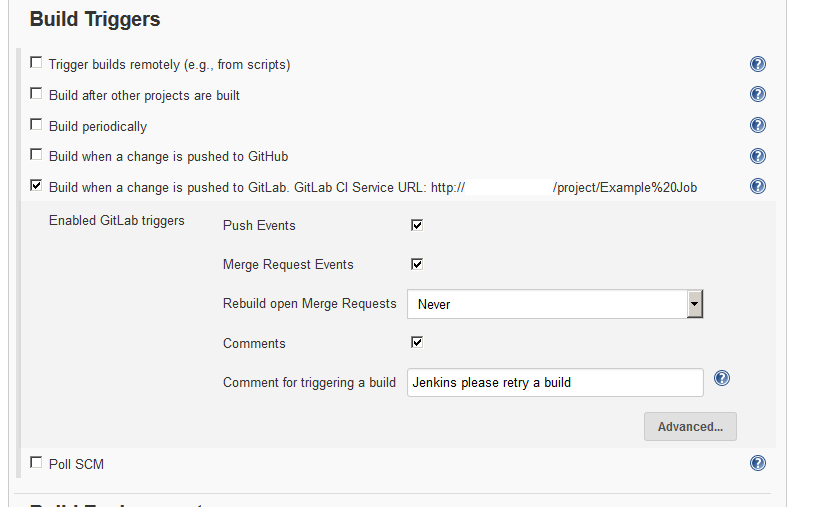 Build Triggers
Trigger builds remotely (e.g., from scripts)
Build after other projects are built
Build periodically
Build when a change is pushed to GitHub
Build when a change is pushed to GitLab. GitLab CI Service URL: http:// /project/Example%20Job
Enabled GitLab triggers
Push Events
Merge Request Events
Rebuild open Merge Requests Never
Comments
Comment for triggering a build Jenkins please retry a build
Advanced...
Poll SCM